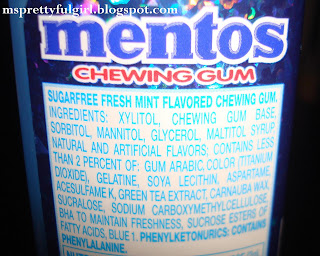 msprettyfulgirl.blogspot.com
mentos
CHEWING GUM
SUGARFREE FRESH MINT FLAVORED CHEWING GUM.
INGREDIENTS: XYLITOL, CHEWING GUM BASE,
SORBITOL, MANNITOL, GLYCEROL, MALTITOL SYRUP,
NATURAL AND ARTIFICIAL FLAVORS; CONTAINS LESS
THAN 2 PERCENT OF: GUM ARABIC, COLOR (TITANIUM
DIOXIDE), GELATINE, SOYA LECITHIN, ASPARTAME,
ACESULFAME K, GREEN TEA EXTRACT, CARNAUBA WAX,
SUCRALOSE, SODIUM CARBOXYMETHYLCELLULOSE,
BHA TO MAINTAIN FRESHNESS, SUCROSE ESTERS OF
FATTY ACIDS, BLUE 1. PHENYLKETONURICS: CONTAINS
PHENYLALANINE.